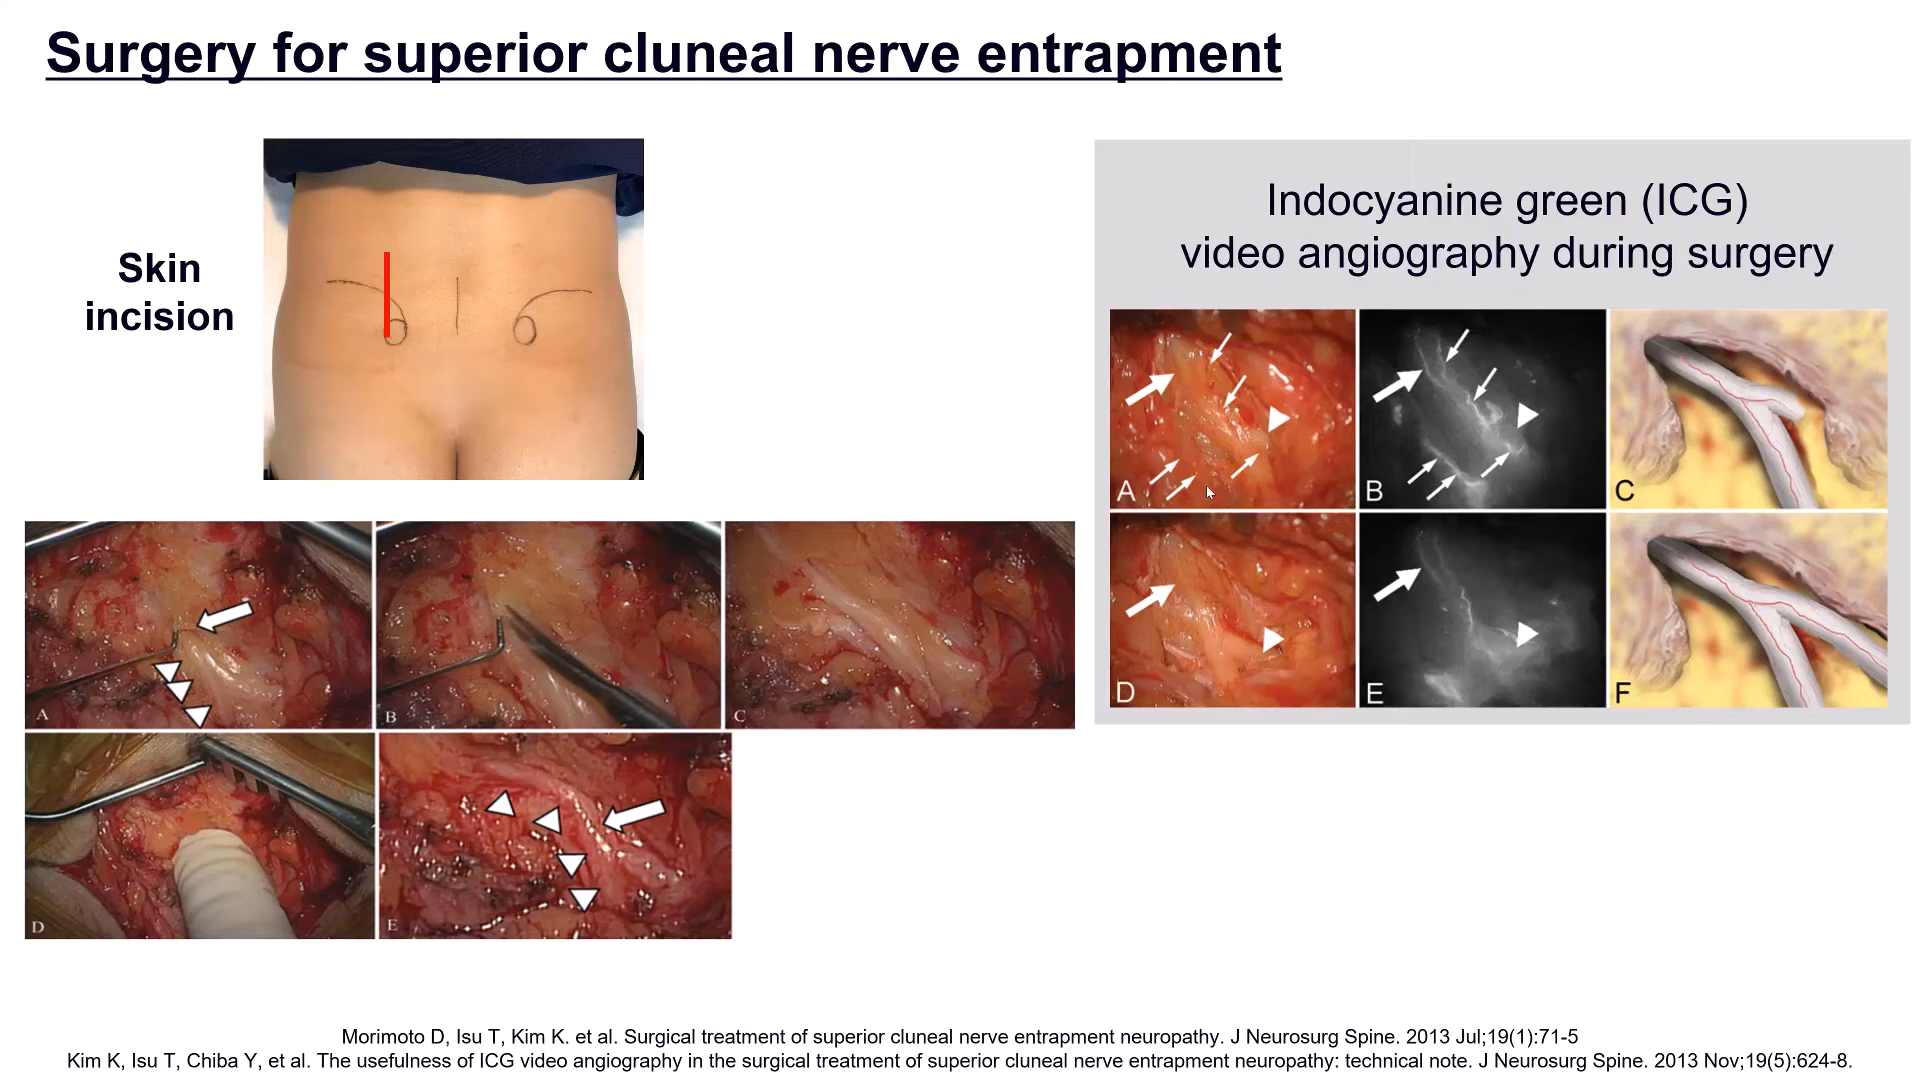 Surgery for superior cluneal nerve entrapment
Skin
incision
A
B
C
D
E
Indocyanine green (ICG)
video angiography during surgery
A
B
C
D
E
F
Morimoto D, Isu T, Kim K. et al. Surgical treatment of superior cluneal nerve entrapment neuropathy. J Neurosurg Spine. 2013 Jul;19(1):71-5
Kim K, Isu T, Chiba Y, et al. The usefulness of ICG video angiography in the surgical treatment of superior cluneal nerve entrapment neuropathy: technical note. J Neurosurg Spine. 2013 Nov;19(5):624-8.